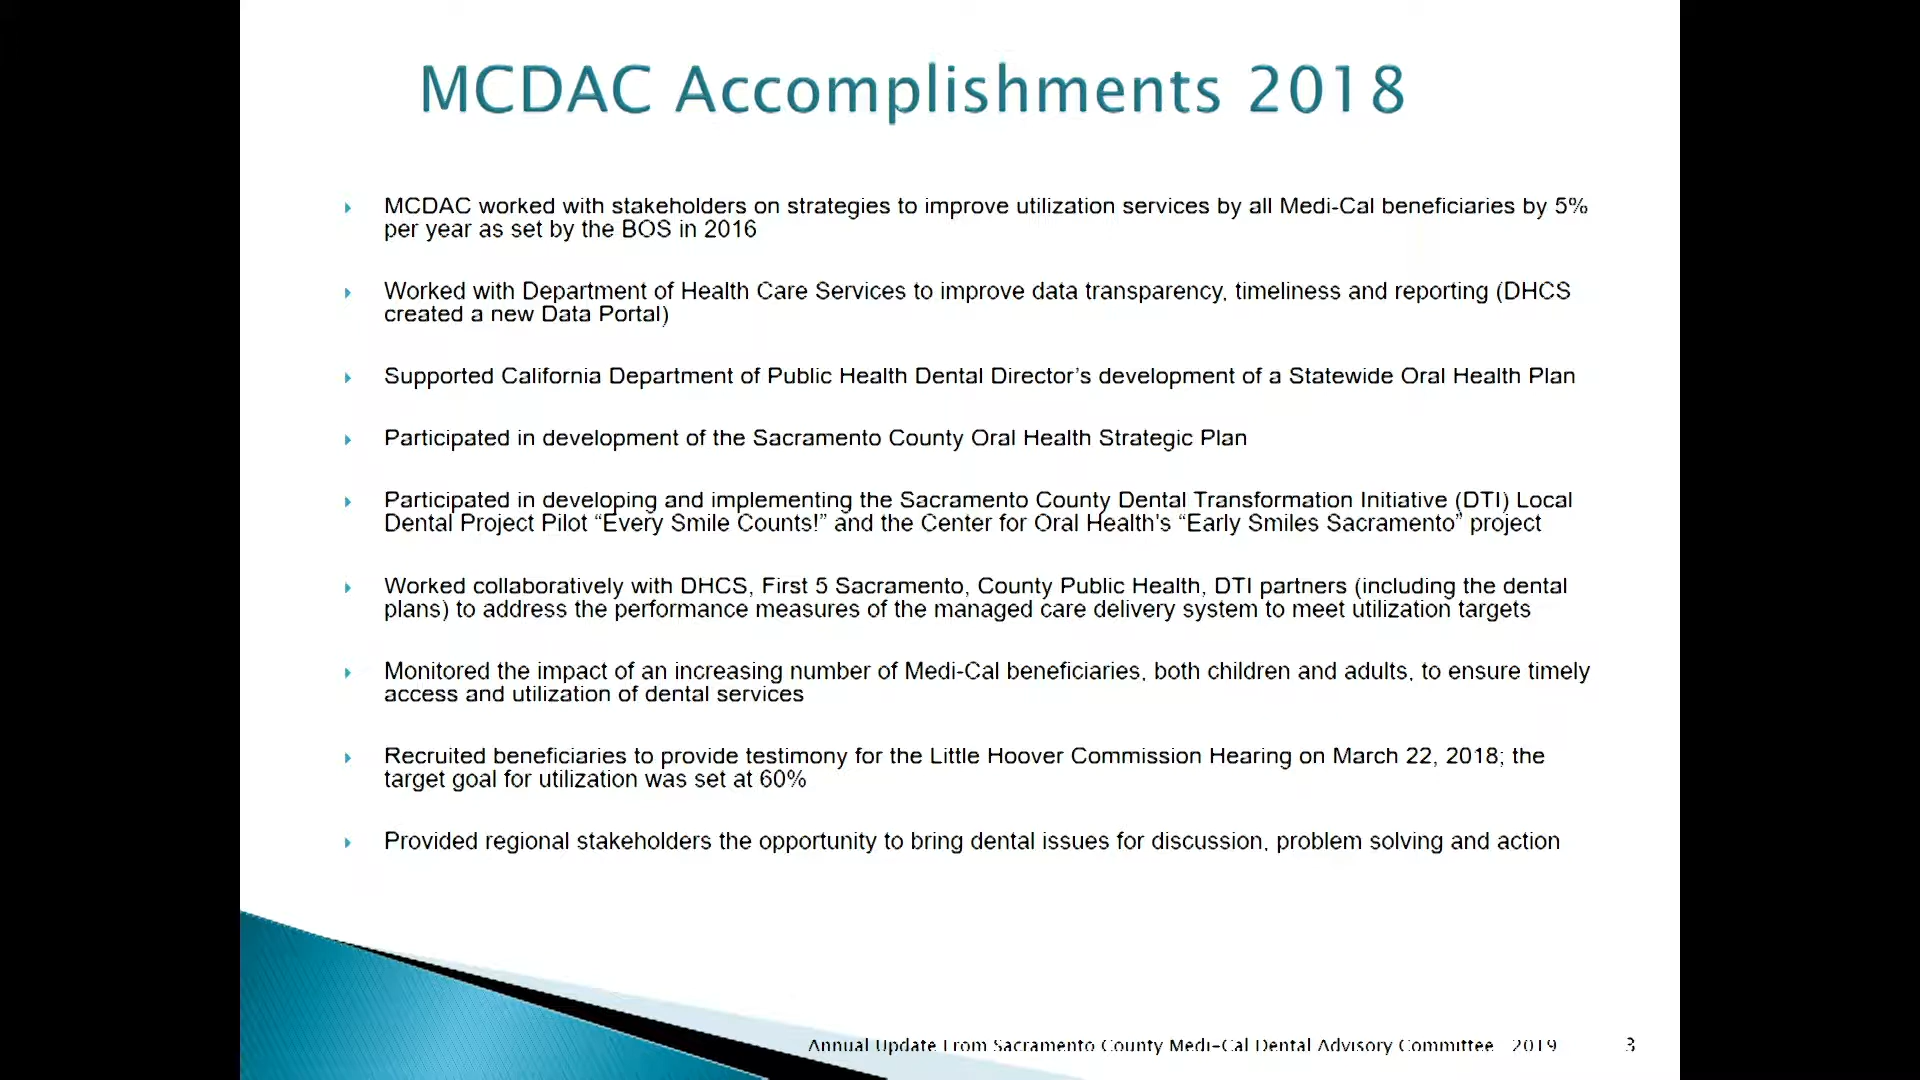 MCDAC Accomplishments 2018
MCDAC worked with stakeholders on strategies to improve utilization services by all Medi-Cal beneficiaries by 5%
per year as set by the BOS in 2016
Worked with Department of Health Care Services to improve data transparency, timeliness and reporting (DHCS
created a new Data Portal)
Supported California Department of Public Health Dental Director’s development of a Statewide Oral Health Plan
Participated in development of the Sacramento County Oral Health Strategic Plan
Participated in developing and implementing the Sacramento County Dental Transformation Initiative (DTI) Local
Dental Project Pilot “Every Smile Counts!” and the Center for Oral Health's “Early Smiles Sacramento” project
Worked collaboratively with DHCS, First 5 Sacramento, County Public Health, DTI partners (including the dental
plans) to address the performance measures of the managed care delivery system to meet utilization targets
Monitored the impact of an increasing number of Medi-Cal beneficiaries, both children and adults, to ensure timely
access and utilization of dental services
Recruited beneficiaries to provide testimony for the Little Hoover Commission Hearing on March 22, 2018; the
target goal for utilization was set at 60%
Provided regional stakeholders the opportunity to bring dental issues for discussion, problem solving and action
Annual Update From Sacramento County Medi-Cal Dental Advisory Committee 2019 3